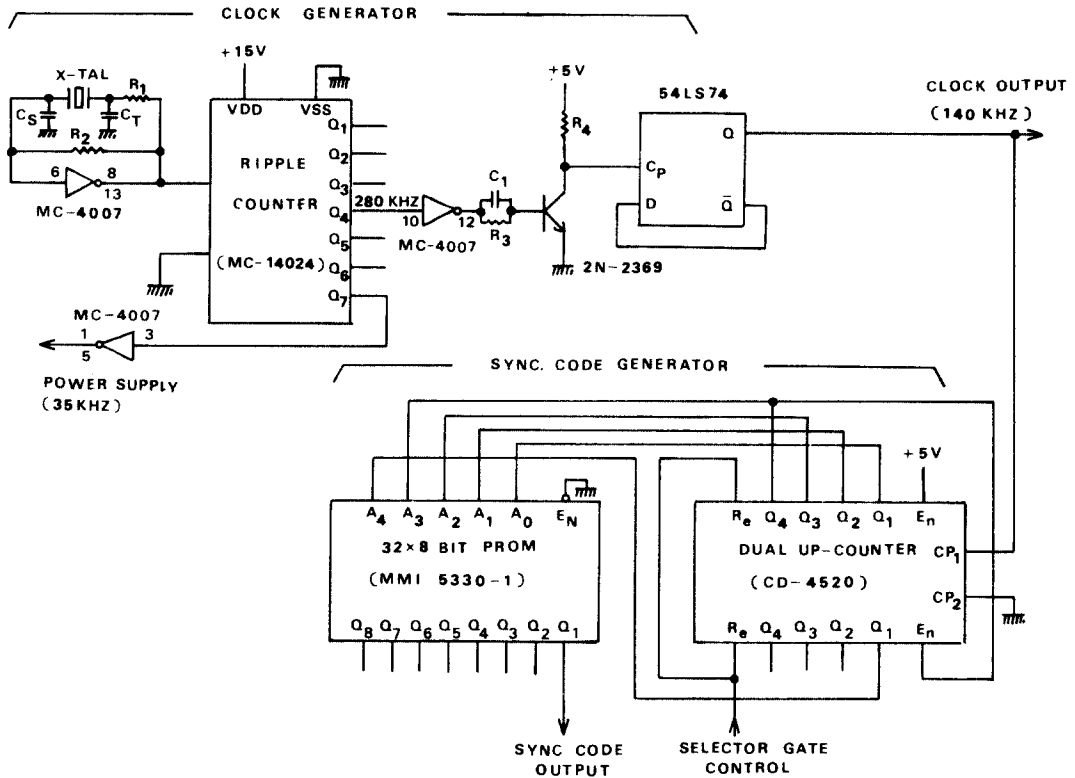 CLOCK GENERATOR
+15V
X-TAL
R1
CS
CT
R2
6
8
13
MC-4007
VDD
VSS
RIPPLE
COUNTER
(MC-14024)
Q1
Q2
Q3
Q4
Q5
Q6
Q7
280 KHZ
10
12
MC-4007
C1
R3
+5V
R4
2N-2369
54LS74
CP
D
Q
Q̅
CLOCK OUTPUT
(140 KHZ)
MC-4007
1
5
3
POWER SUPPLY
(35KHZ)
SYNC. CODE GENERATOR
+5V
A4 A3 A2 A1 A0 EN
32×8 BIT PROM
(MMI 5330-1)
Q8 Q7 Q6 Q5 Q4 Q3 Q2 Q1
Re Q4 Q3 Q2 Q1 En
DUAL UP-COUNTER
CP1
(CD-4520)
CP2
Re Q4 Q3 Q2 Q1 En
SYNC CODE
OUTPUT
SELECTOR GATE
CONTROL